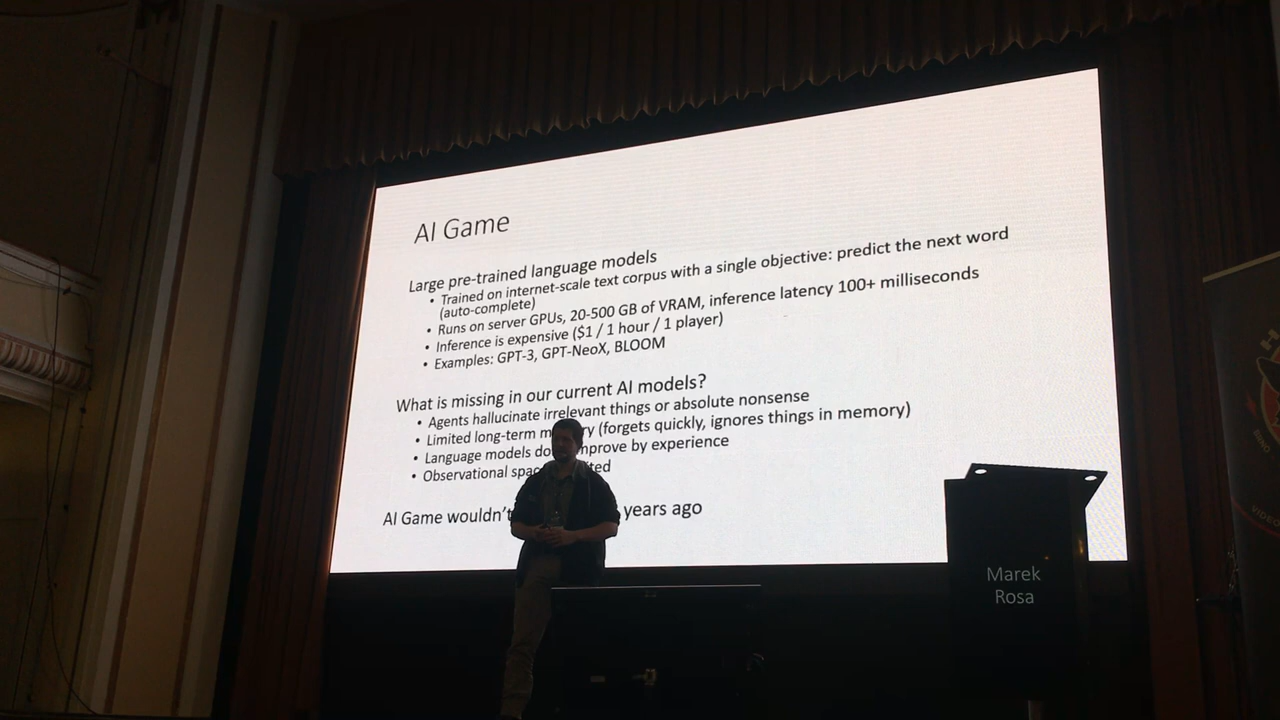 AI Game
Large pre-trained language models
• Trained on internet-scale text corpus with a single objective: predict the next word
(auto-complete)
• Runs on server GPUs, 20-500 GB of VRAM, inference latency 100+ milliseconds
• Inference is expensive ($1 / 1 hour / 1 player)
• Examples: GPT-3, GPT-NeoX, BLOOM
What is missing in our current AI models?
• Agents hallucinate irrelevant things or absolute nonsense
• Limited long-term (forgets quickly, ignores things in memory)
• Language models improve by experience
• Observational
AI Game wouldn't years ago
Marek
Rosa